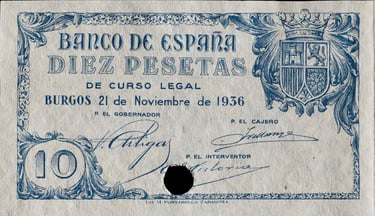 BANCO DE ESPAÑA
DIEZ PESETAS
DE CURSO LEGAL
BURGOS 21 de Noviembre de 1936
P. EL GOBERNADOR
P. EL CAJERO
P. EL INTERVENTOR
10